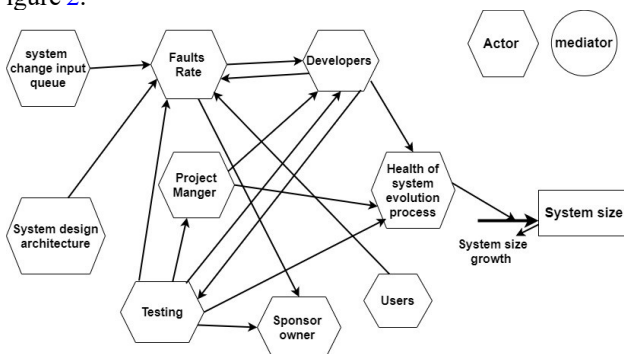 igure 2.
system
change input
queue
Faults
Rate
Developers
Actor
mediator
Project
Manger
Health of
system
evolution
process
System design
architecture
System size
System size
growth
Testing
Sponsor
owner
Users